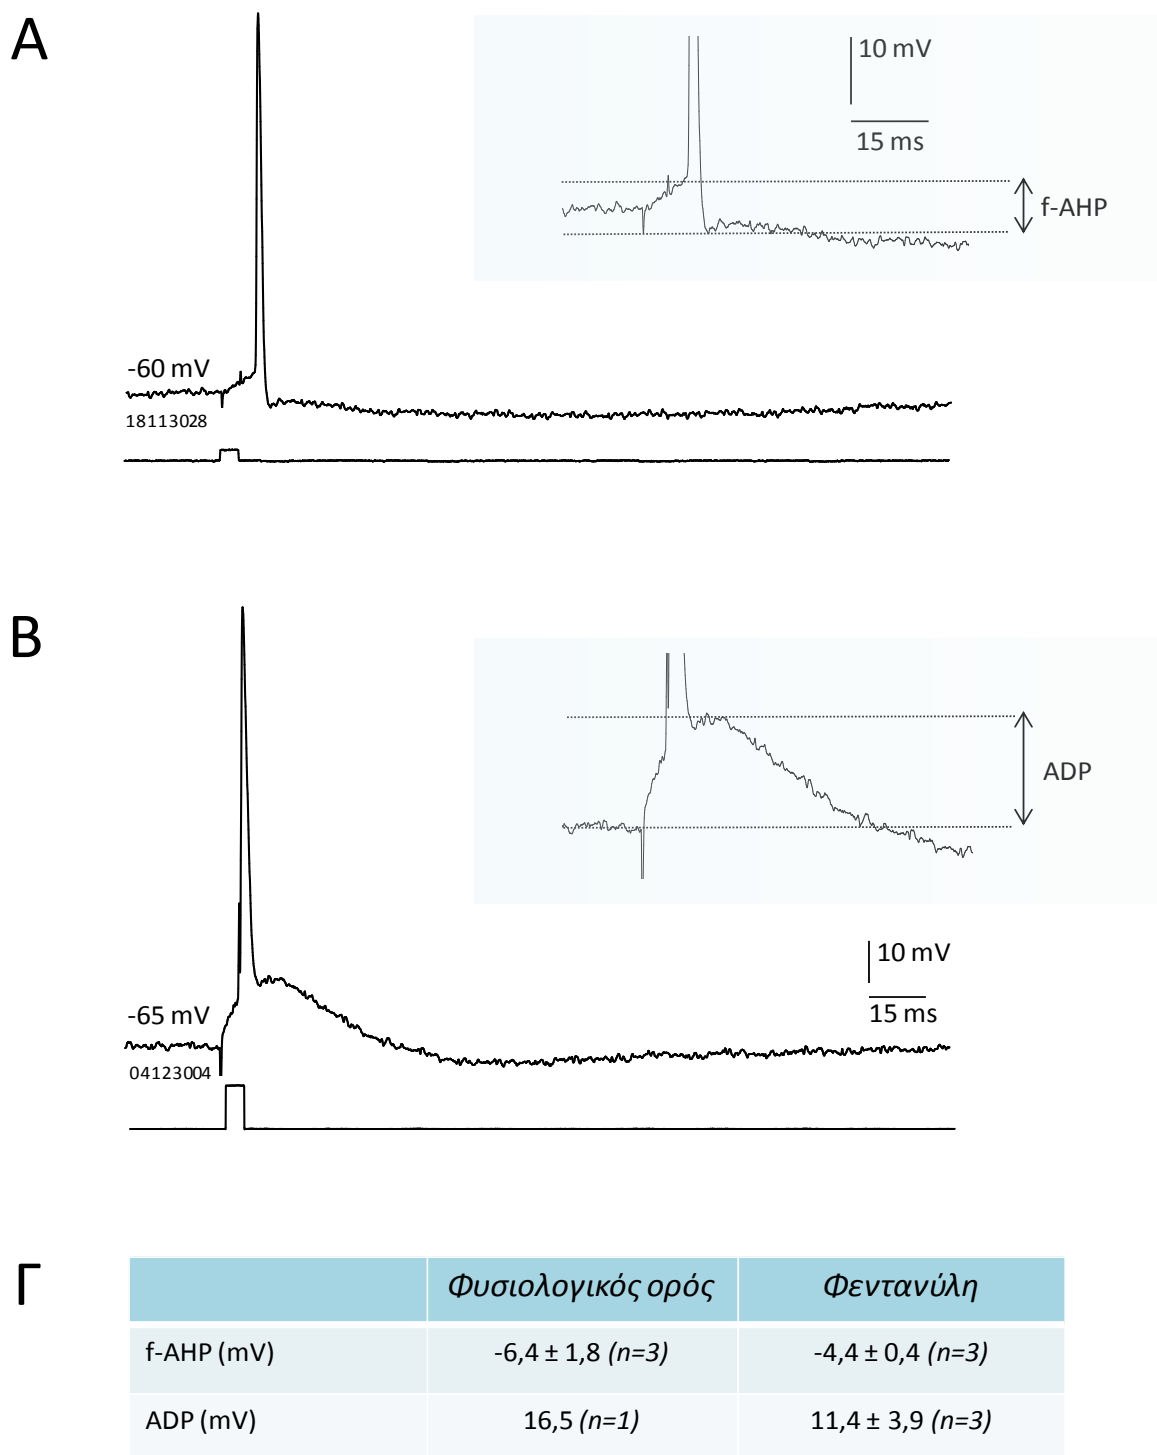 A
10 mV
15 ms
f-AHP
-60 mV
18113028
B
ADP
10 mV
15 ms
-65 mV
04123004
Γ
Φυσιολογικός ορός Φεντανύλη
f-AHP (mV) -6,4 ± 1,8 (n=3) -4,4 ± 0,4 (n=3)
ADP (mV) 16,5 (n=1) 11,4 ± 3,9 (n=3)